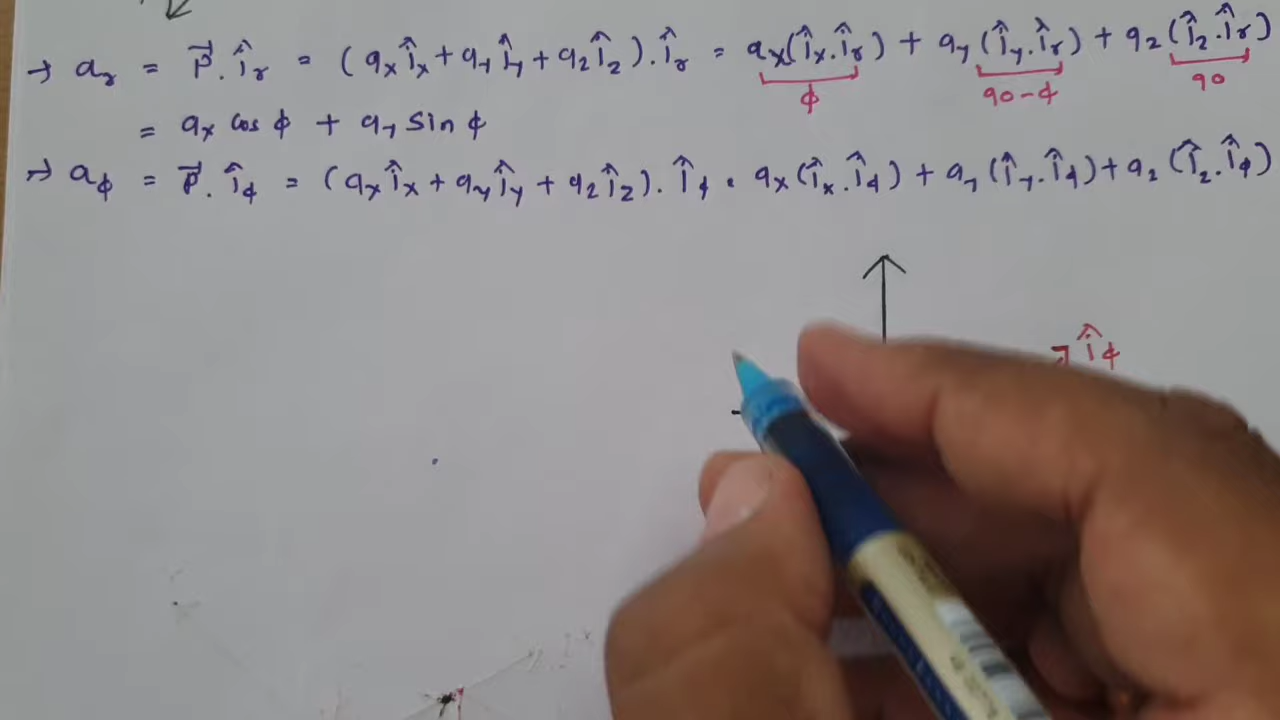 → a_r = P⃗.î_r = (a_x î_x + a_y î_y + a_z î_z).î_r = a_x(î_x.î_r) + a_y(î_y.î_r) + a_z(î_z.î_r)
ϕ 90-ϕ 90
= a_x cos ϕ + a_y sin ϕ
→ a_ϕ = P⃗.î_ϕ = (a_x î_x + a_y î_y + a_z î_z).î_ϕ = a_x(î_x.î_ϕ) + a_y(î_y.î_ϕ) + a_z(î_z.î_ϕ)
î_ϕ